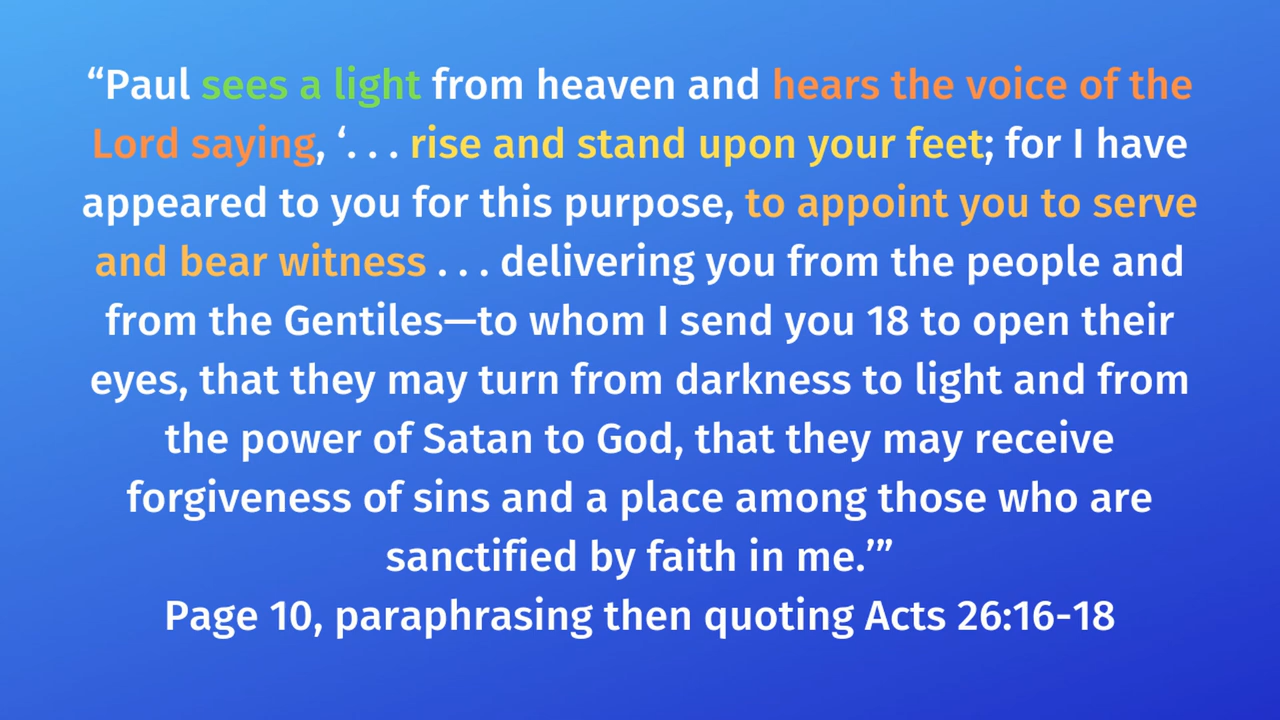 “Paul sees a light from heaven and hears the voice of the
Lord saying, ‘. . . rise and stand upon your feet; for I have
appeared to you for this purpose, to appoint you to serve
and bear witness . . . delivering you from the people and
from the Gentiles—to whom I send you 18 to open their
eyes, that they may turn from darkness to light and from
the power of Satan to God, that they may receive
forgiveness of sins and a place among those who are
sanctified by faith in me.’”
Page 10, paraphrasing then quoting Acts 26:16-18